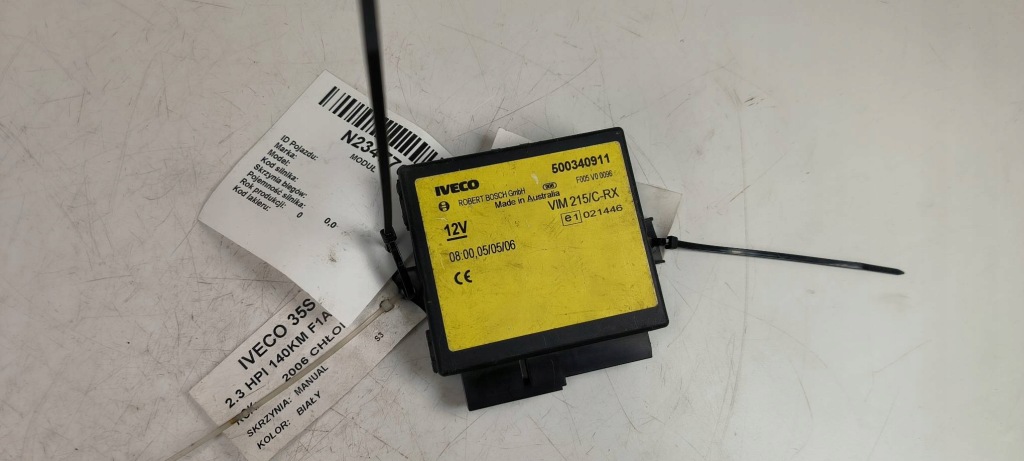 N234
MODUŁ
ID Pojazdu:
Marka:
Model:
Kod silnika:
Skrzynia biegów:
Pojemność silnika: 0,0
Rok produkcji: 0
Kod lakieru:
IVECO 35S
2.3 HPI 140KM F1A
2006
SKRZYNIA: MANUAL
KOLOR: BIAŁY
53
IVECO 500340911
ROBERT BOSCH GmbH F005 V0 0096
Made in Australia
VIM 215/C-RX
12V e1 021446
08:00,05/05/06
CE